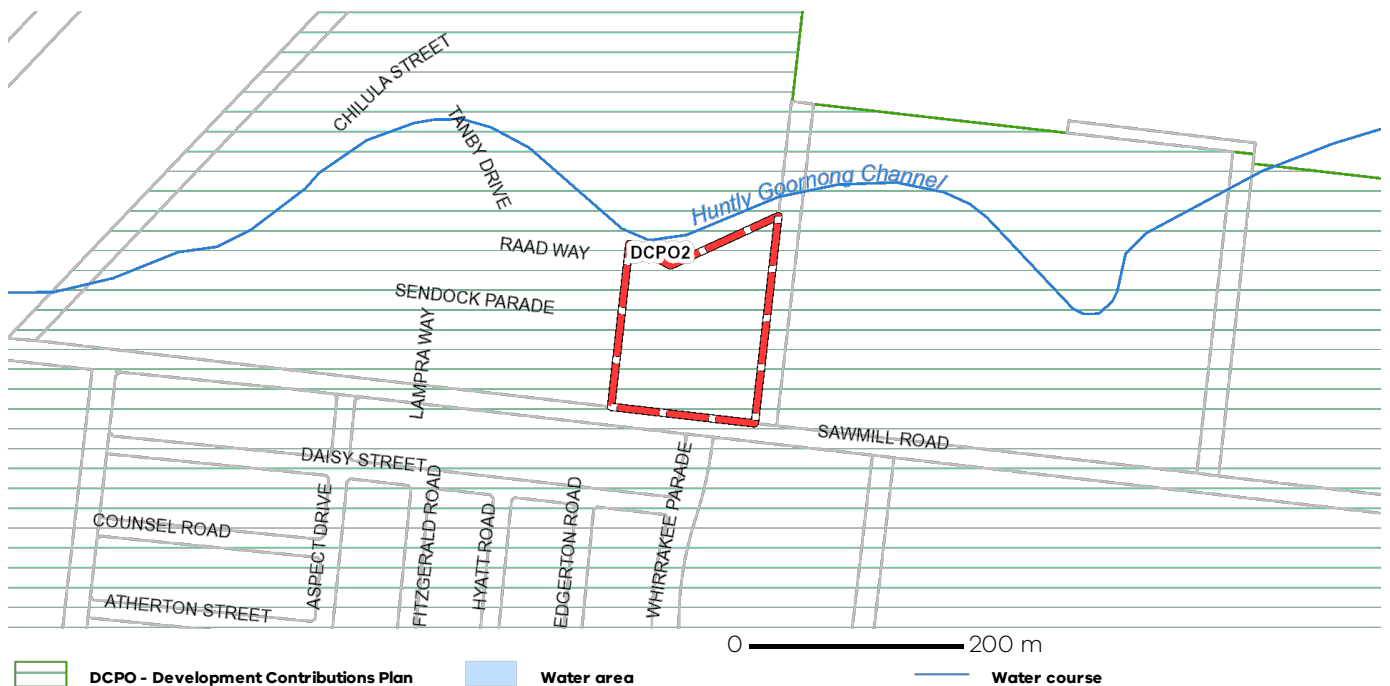 CHILULA STREET
TANBY DRIVE
Huntly Goornong Channel
RAAD WAY
DCPO2
SENDOCK PARADE
LAMPRA WAY
SAWMILL ROAD
DAISY STREET
COUNSEL ROAD
ASPECT DRIVE
FITZGERALD ROAD
HYATT ROAD
EDGERTON ROAD
WHIRRAKEE PARADE
ATHERTON STREET
0 200 m
DCPO - Development Contributions Plan Water area Water course